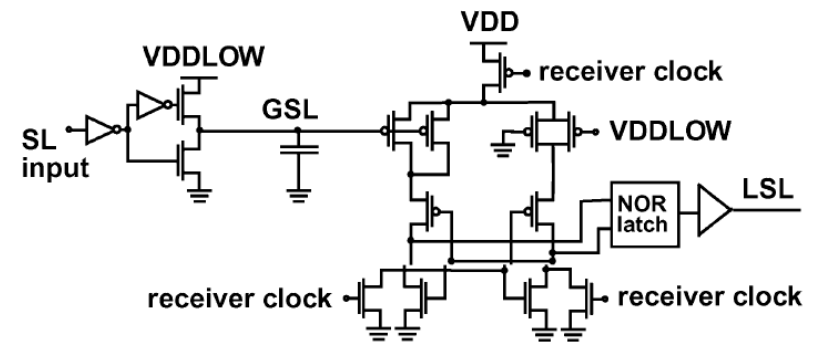 VDD
VDDLOW
receiver clock
GSL
VDDLOW
SL
input
LSL
NOR
latch
receiver clock
receiver clock